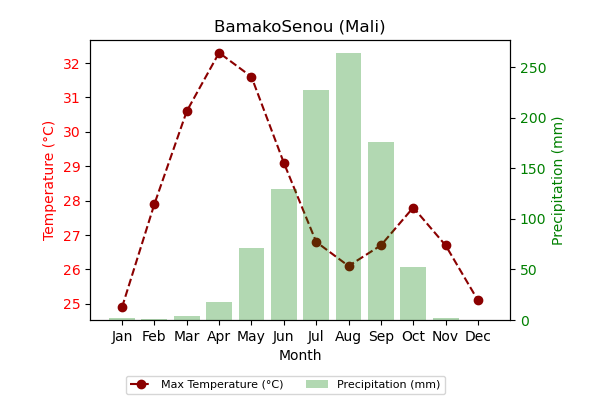 BamakoSenou (Mali)
32
31
30
29
28
27
26
25
Temperature (°C)
250
200
150
100
50
0
Precipitation (mm)
Jan Feb Mar Apr May Jun Jul Aug Sep Oct Nov Dec
Month
Max Temperature (°C) Precipitation (mm)